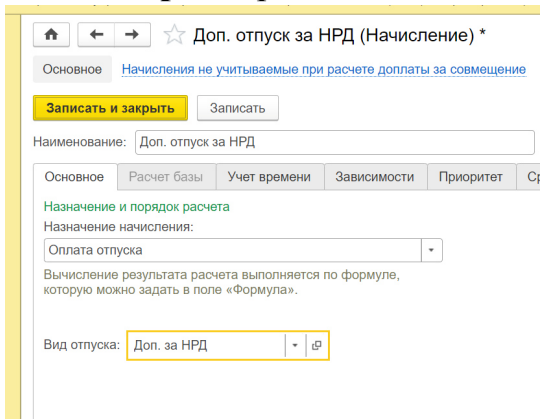 Доп. отпуск за НРД (Начисление) *
Основное Начисления не учитываемые при расчете доплаты за совмещение
Записать и закрыть Записать
Наименование: Доп. отпуск за НРД
Основное Расчет базы Учет времени Зависимости Приоритет
Назначение и порядок расчета
Назначение начисления:
Оплата отпуска
Вычисление результата расчета выполняется по формуле,
которую можно задать в поле «Формула».
Вид отпуска: Доп. за НРД